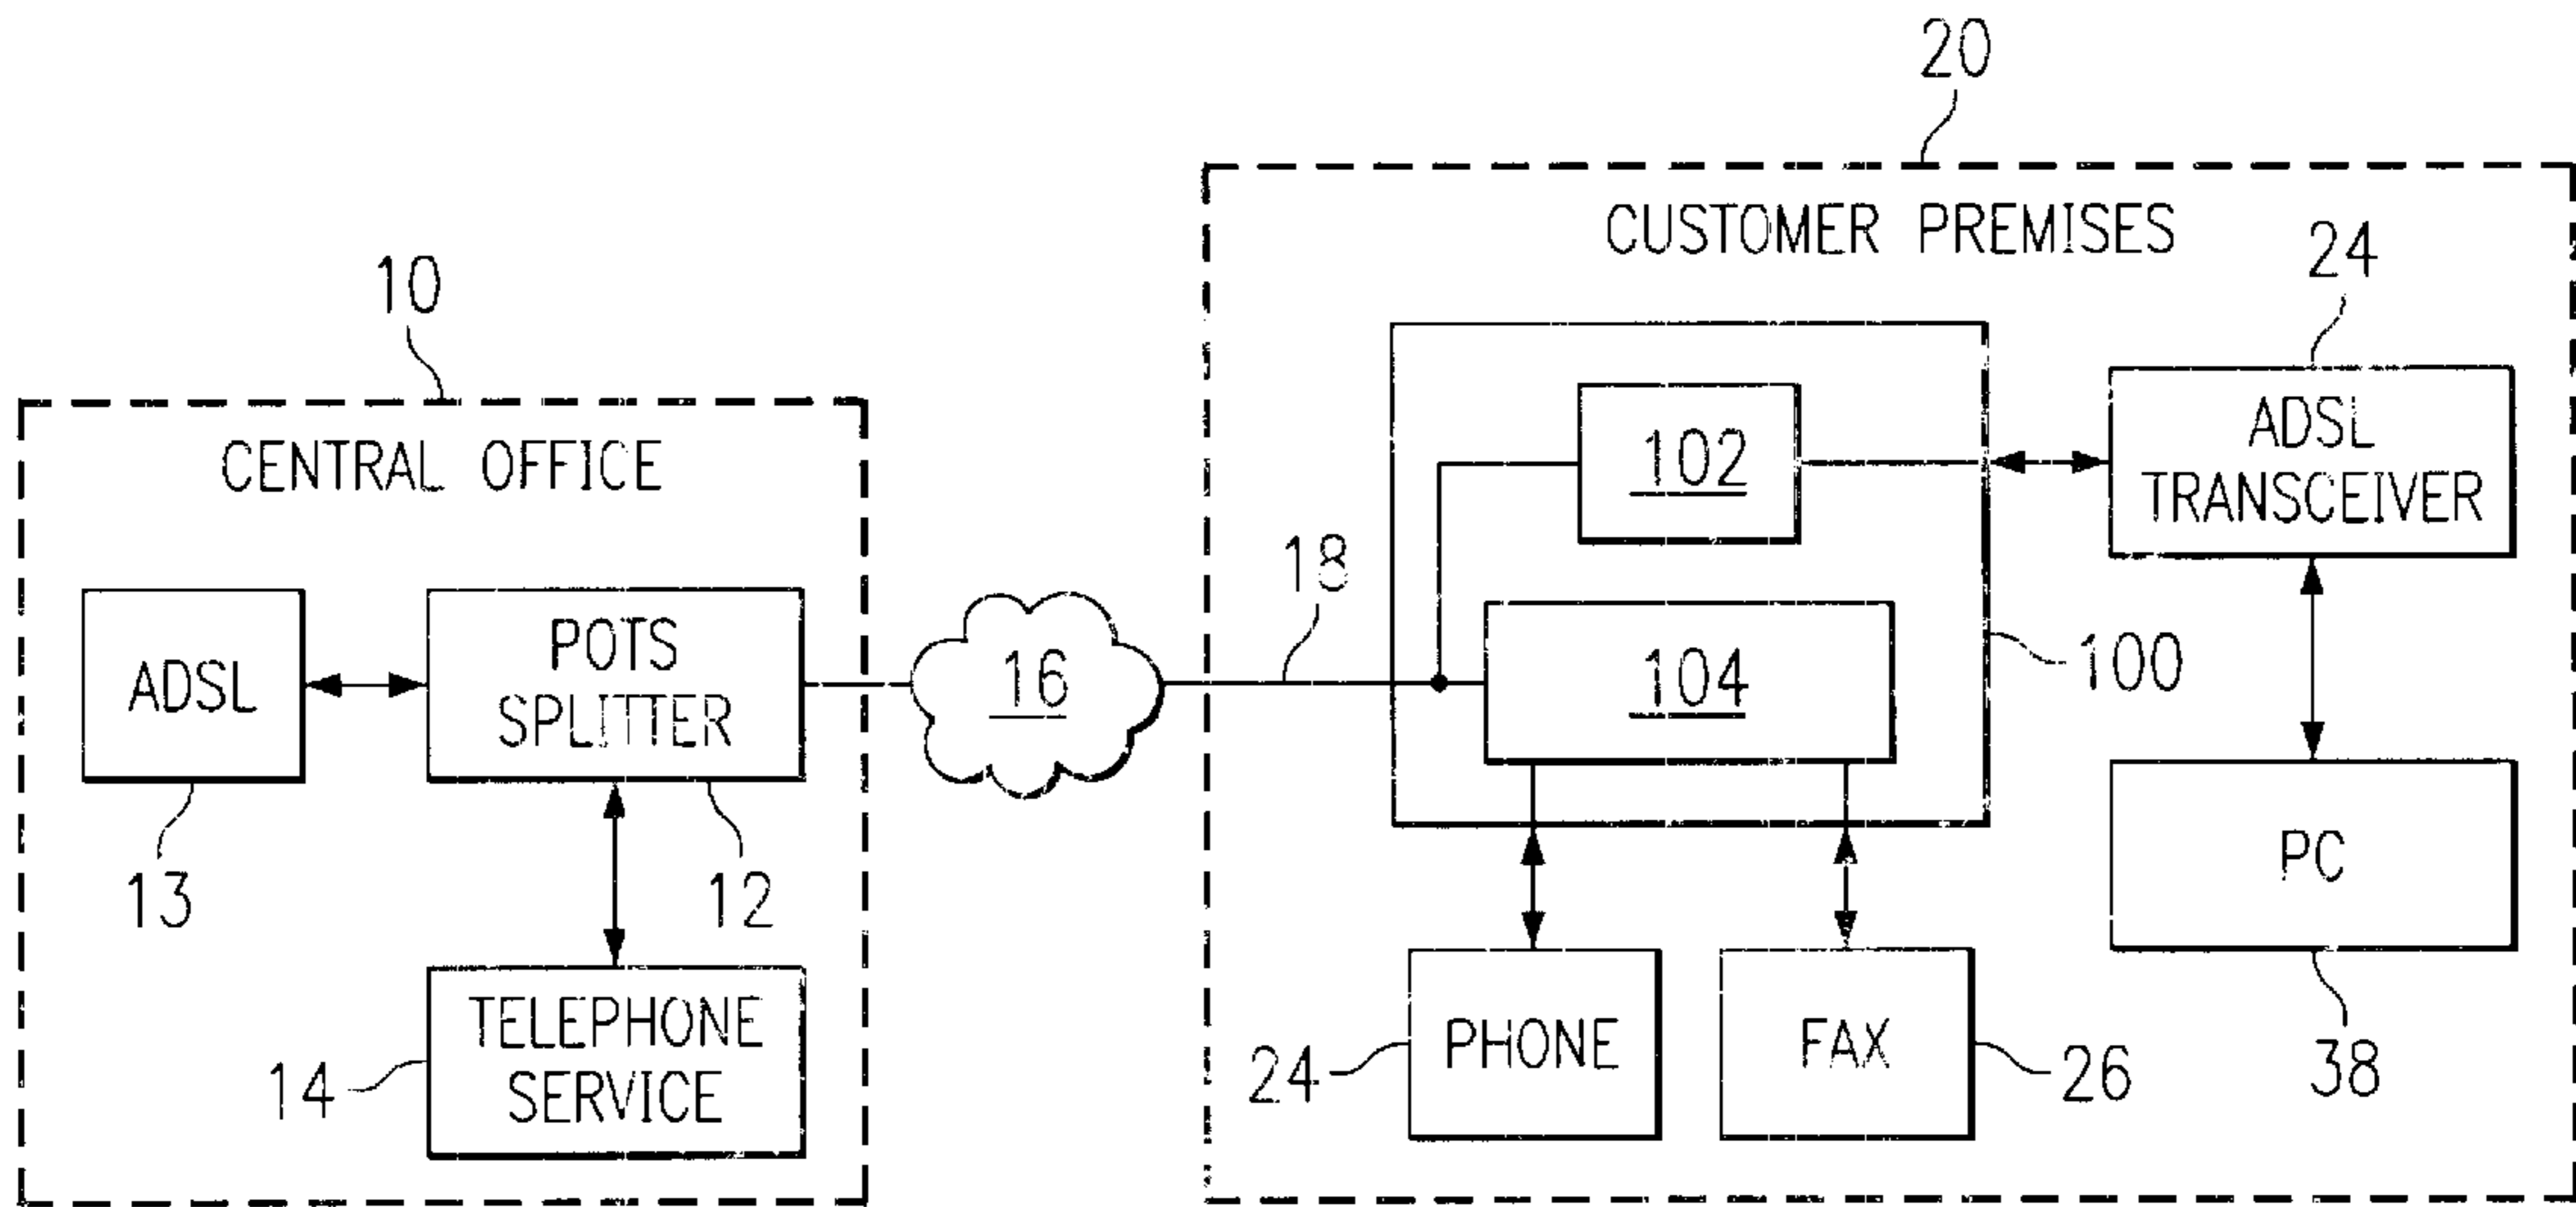 20
CUSTOMER PREMISES
24
10
ADSL
TRANSCEIVER
102
CENTRAL OFFICE
18
POTS
SPLITTER
ADSL
16
104
100
PC
13
12
TELEPHONE
SERVICE
14
PHONE
24
FAX
26
38